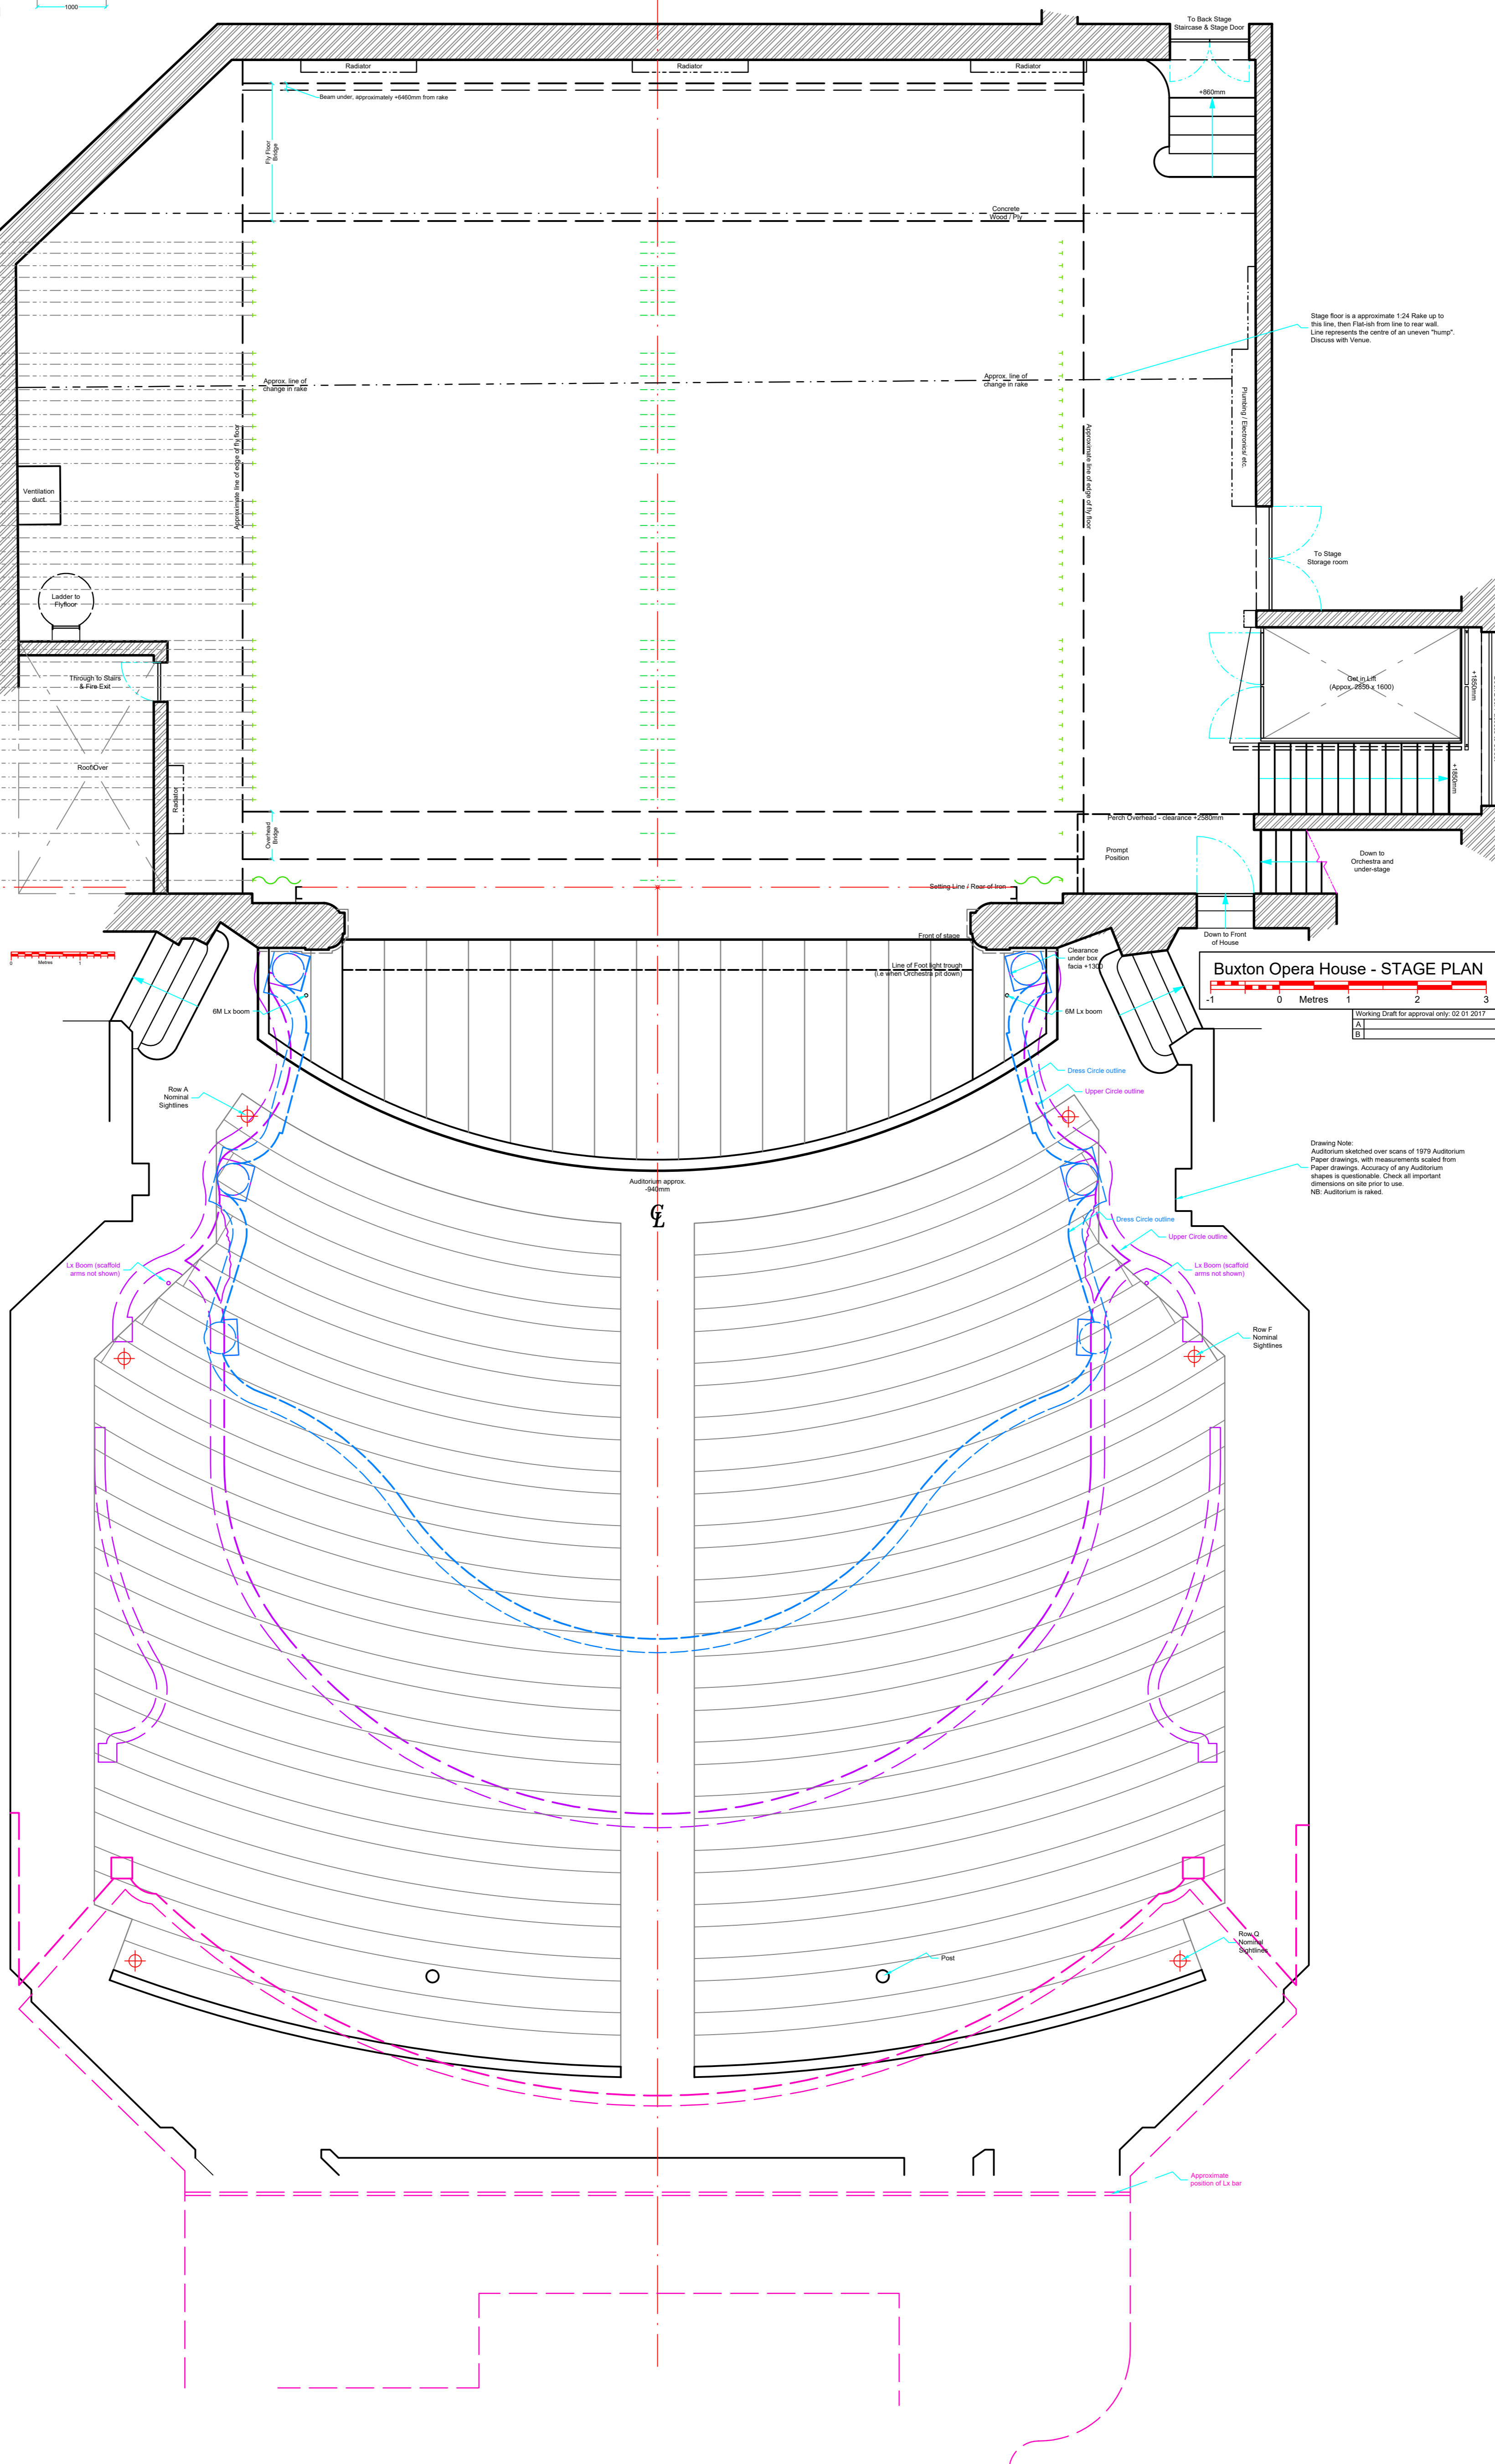 1000
To Back Stage
Staircase & Stage Door
Radiator
Radiator
Radiator
Beam under, approximately +6460mm from rake
+860mm
Fly Floor
Bridge
Concrete
Wood / Ply
Stage floor is a approximate 1:24 Rake up to
this line, then Flat-ish from line to rear wall.
Line represents the centre of an uneven "hump".
Discuss with Venue.
Approx. line of
change in rake
Approx. line of
change in rake
Plumbing / Electronics/ etc.
Approximate line of edge of fly floor
Approximate line of edge of fly floor
Ventilation
duct.
To Stage
Storage room
Ladder to
Flyfloor
Through to Stairs
& Fire Exit
Get in Lift
(Appox. 2850 x 1600)
+1850mm
Roof Over
Radiator
+1850mm
Overhead
Bridge
Perch Overhead - clearance +2580mm
Prompt
Position
Down to
Orchestra and
under-stage
Setting Line / Rear of Iron
Front of stage
Down to Front
of House
0
Metres
1
Line of Foot light trough
(i.e when Orchestra pit down)
Clearance
under box
facia +1300
Buxton Opera House - STAGE PLAN
-1 0 Metres 1 2 3
Working Draft for approval only: 02 01 2017
A
B
6M Lx boom
6M Lx boom
Dress Circle outline
Upper Circle outline
Row A
Nominal
Sightlines
Drawing Note:
Auditorium sketched over scans of 1979 Auditorium
Paper drawings, with measurements scaled from
Paper drawings. Accuracy of any Auditorium
shapes is questionable. Check all important
dimensions on site prior to use.
NB: Auditorium is raked.
Auditorium approx.
-940mm
CL
Dress Circle outline
Upper Circle outline
Lx Boom (scaffold
arms not shown)
Lx Boom (scaffold
arms not shown)
Row F
Nominal
Sightlines
Row Q
Nominal
Sightlines
Post
Approximate
position of Lx bar